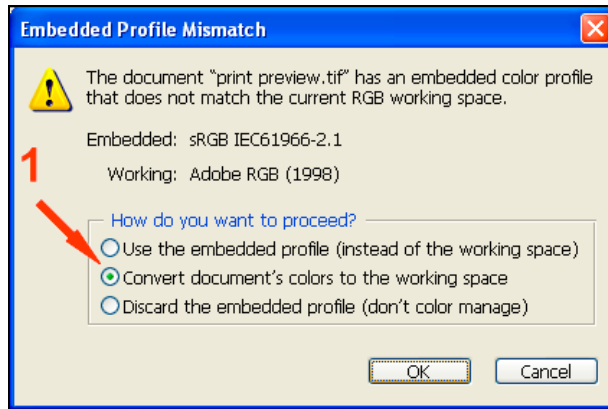 Embedded Profile Mismatch
The document “print preview.tif” has an embedded color profile
that does not match the current RGB working space.
Embedded: sRGB IEC61966-2.1
1
Working: Adobe RGB (1998)
How do you want to proceed?
Use the embedded profile (instead of the working space)
Convert document's colors to the working space
Discard the embedded profile (don't color manage)
OK Cancel